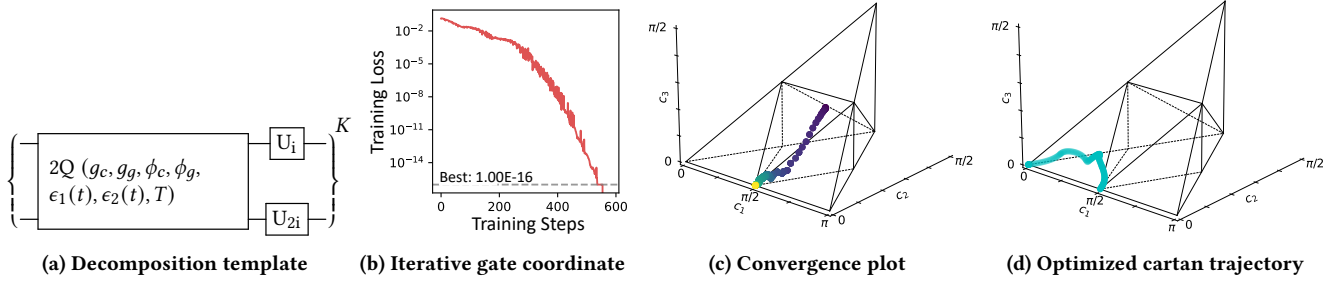 K
2Q (g_c, g_g, ϕ_c, ϕ_g,
ϵ_1(t), ϵ_2(t), T)
U_i
U_{2i}
(a) Decomposition template
Training Loss
10^{-2}
10^{-5}
10^{-8}
10^{-11}
10^{-14}
Best: 1.00E-16
0 200 400 600
Training Steps
(b) Iterative gate coordinate
π/2
c_3
0
0
π/2
c_1
π
0
c_2
π/2
(c) Convergence plot
π/2
c_3
0
0
π/2
c_1
π
0
c_2
π/2
(d) Optimized cartan trajectory